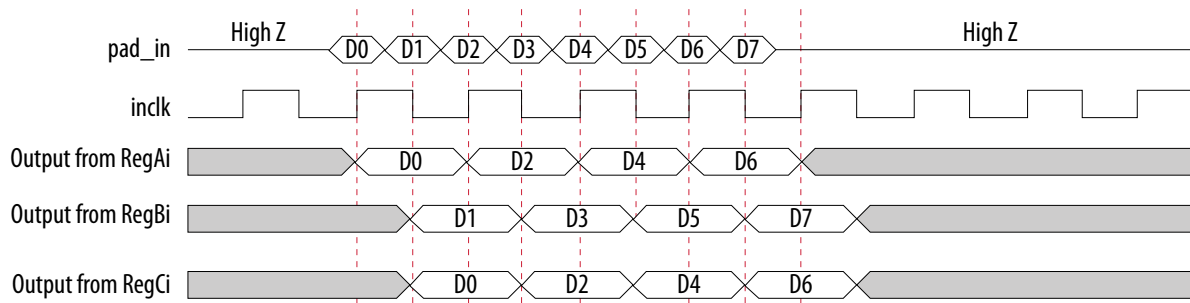 High Z High Z
pad_in D0 D1 D2 D3 D4 D5 D6 D7
inclk
Output from RegAi D0 D2 D4 D6
Output from RegBi D1 D3 D5 D7
Output from RegCi D0 D2 D4 D6